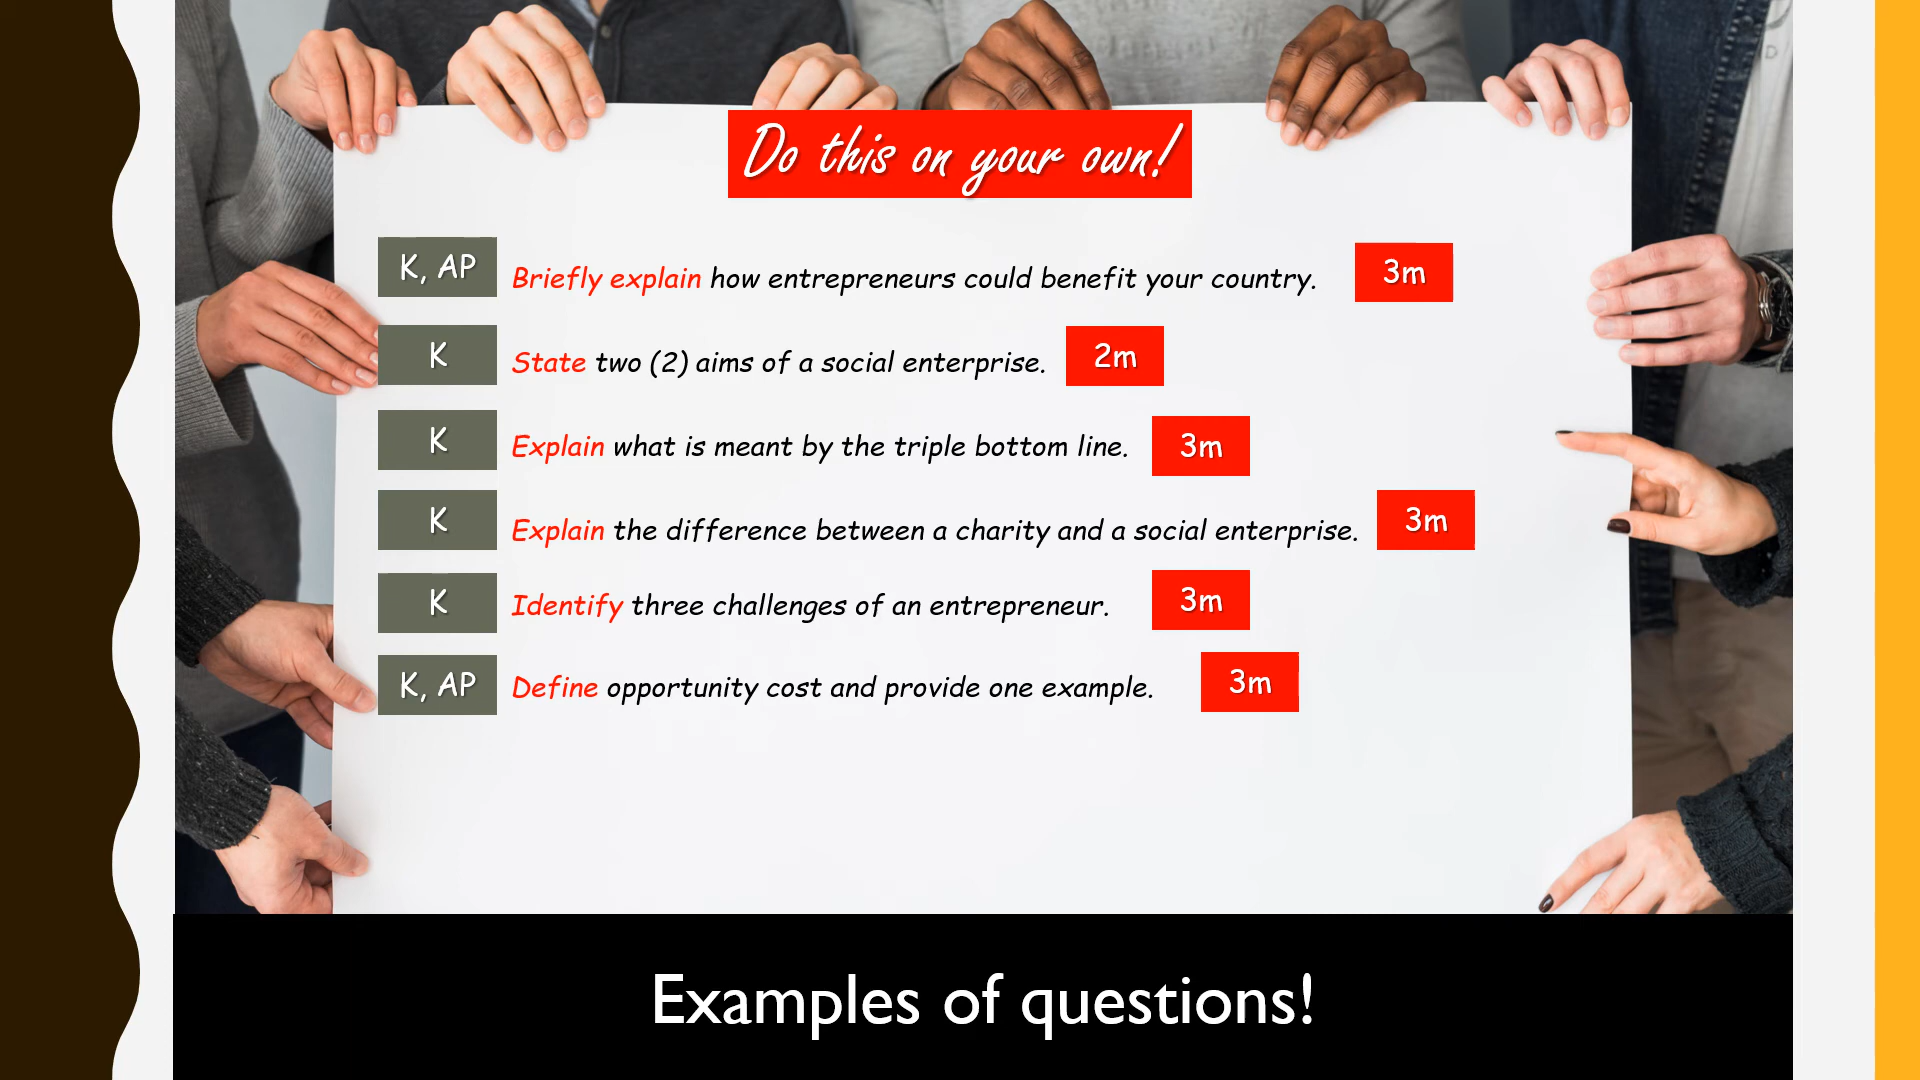 Do this on your own!
K, AP Briefly explain how entrepreneurs could benefit your country. 3m
K State two (2) aims of a social enterprise. 2m
K Explain what is meant by the triple bottom line. 3m
K Explain the difference between a charity and a social enterprise. 3m
K Identify three challenges of an entrepreneur. 3m
K, AP Define opportunity cost and provide one example. 3m
Examples of questions!